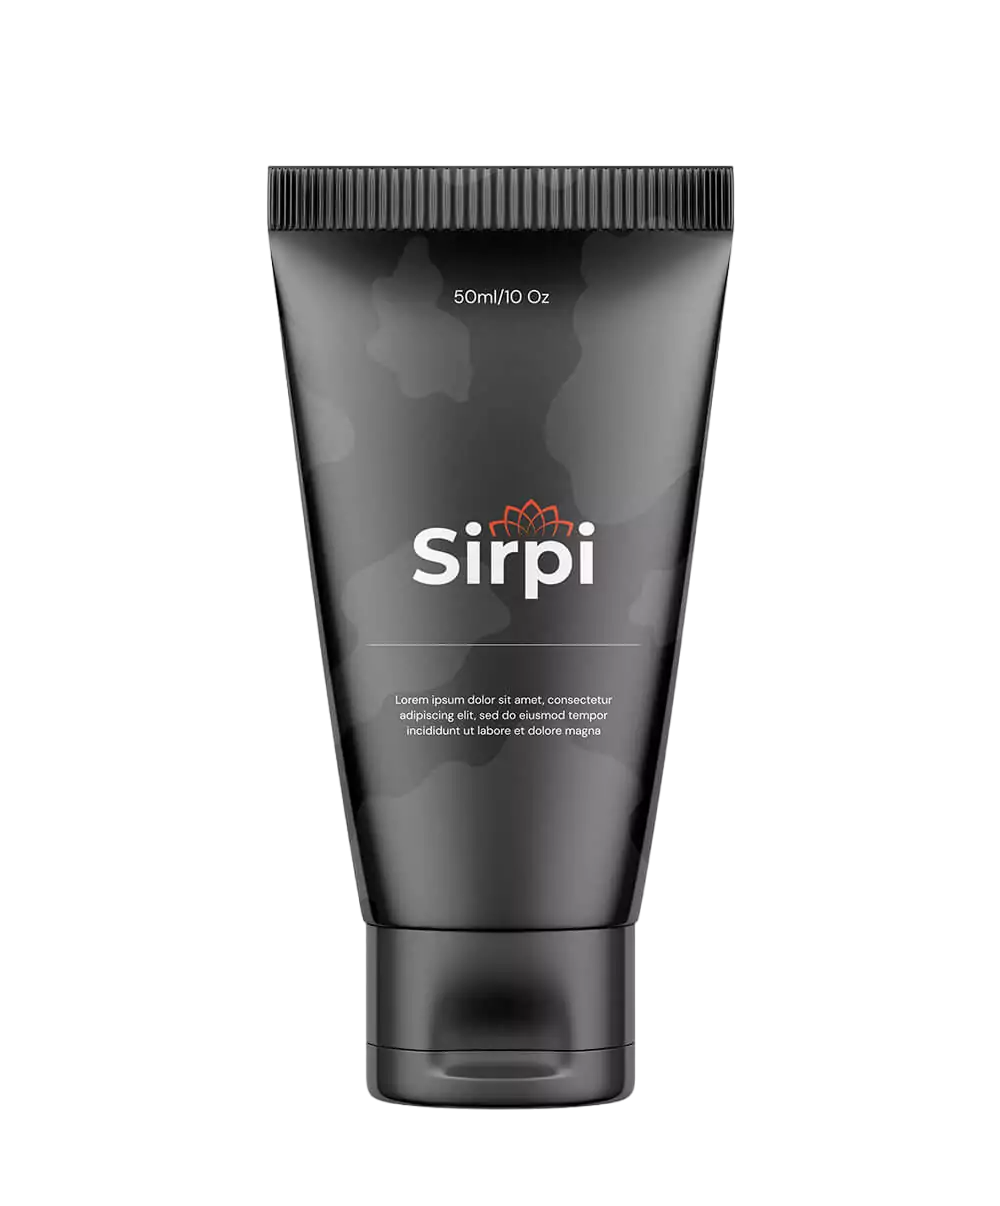 50ml/10 Oz
Sirpi
Lorem ipsum dolor sit amet, consectetur
adipiscing elit, sed do eiusmod tempor
incididunt ut labore et dolore magna